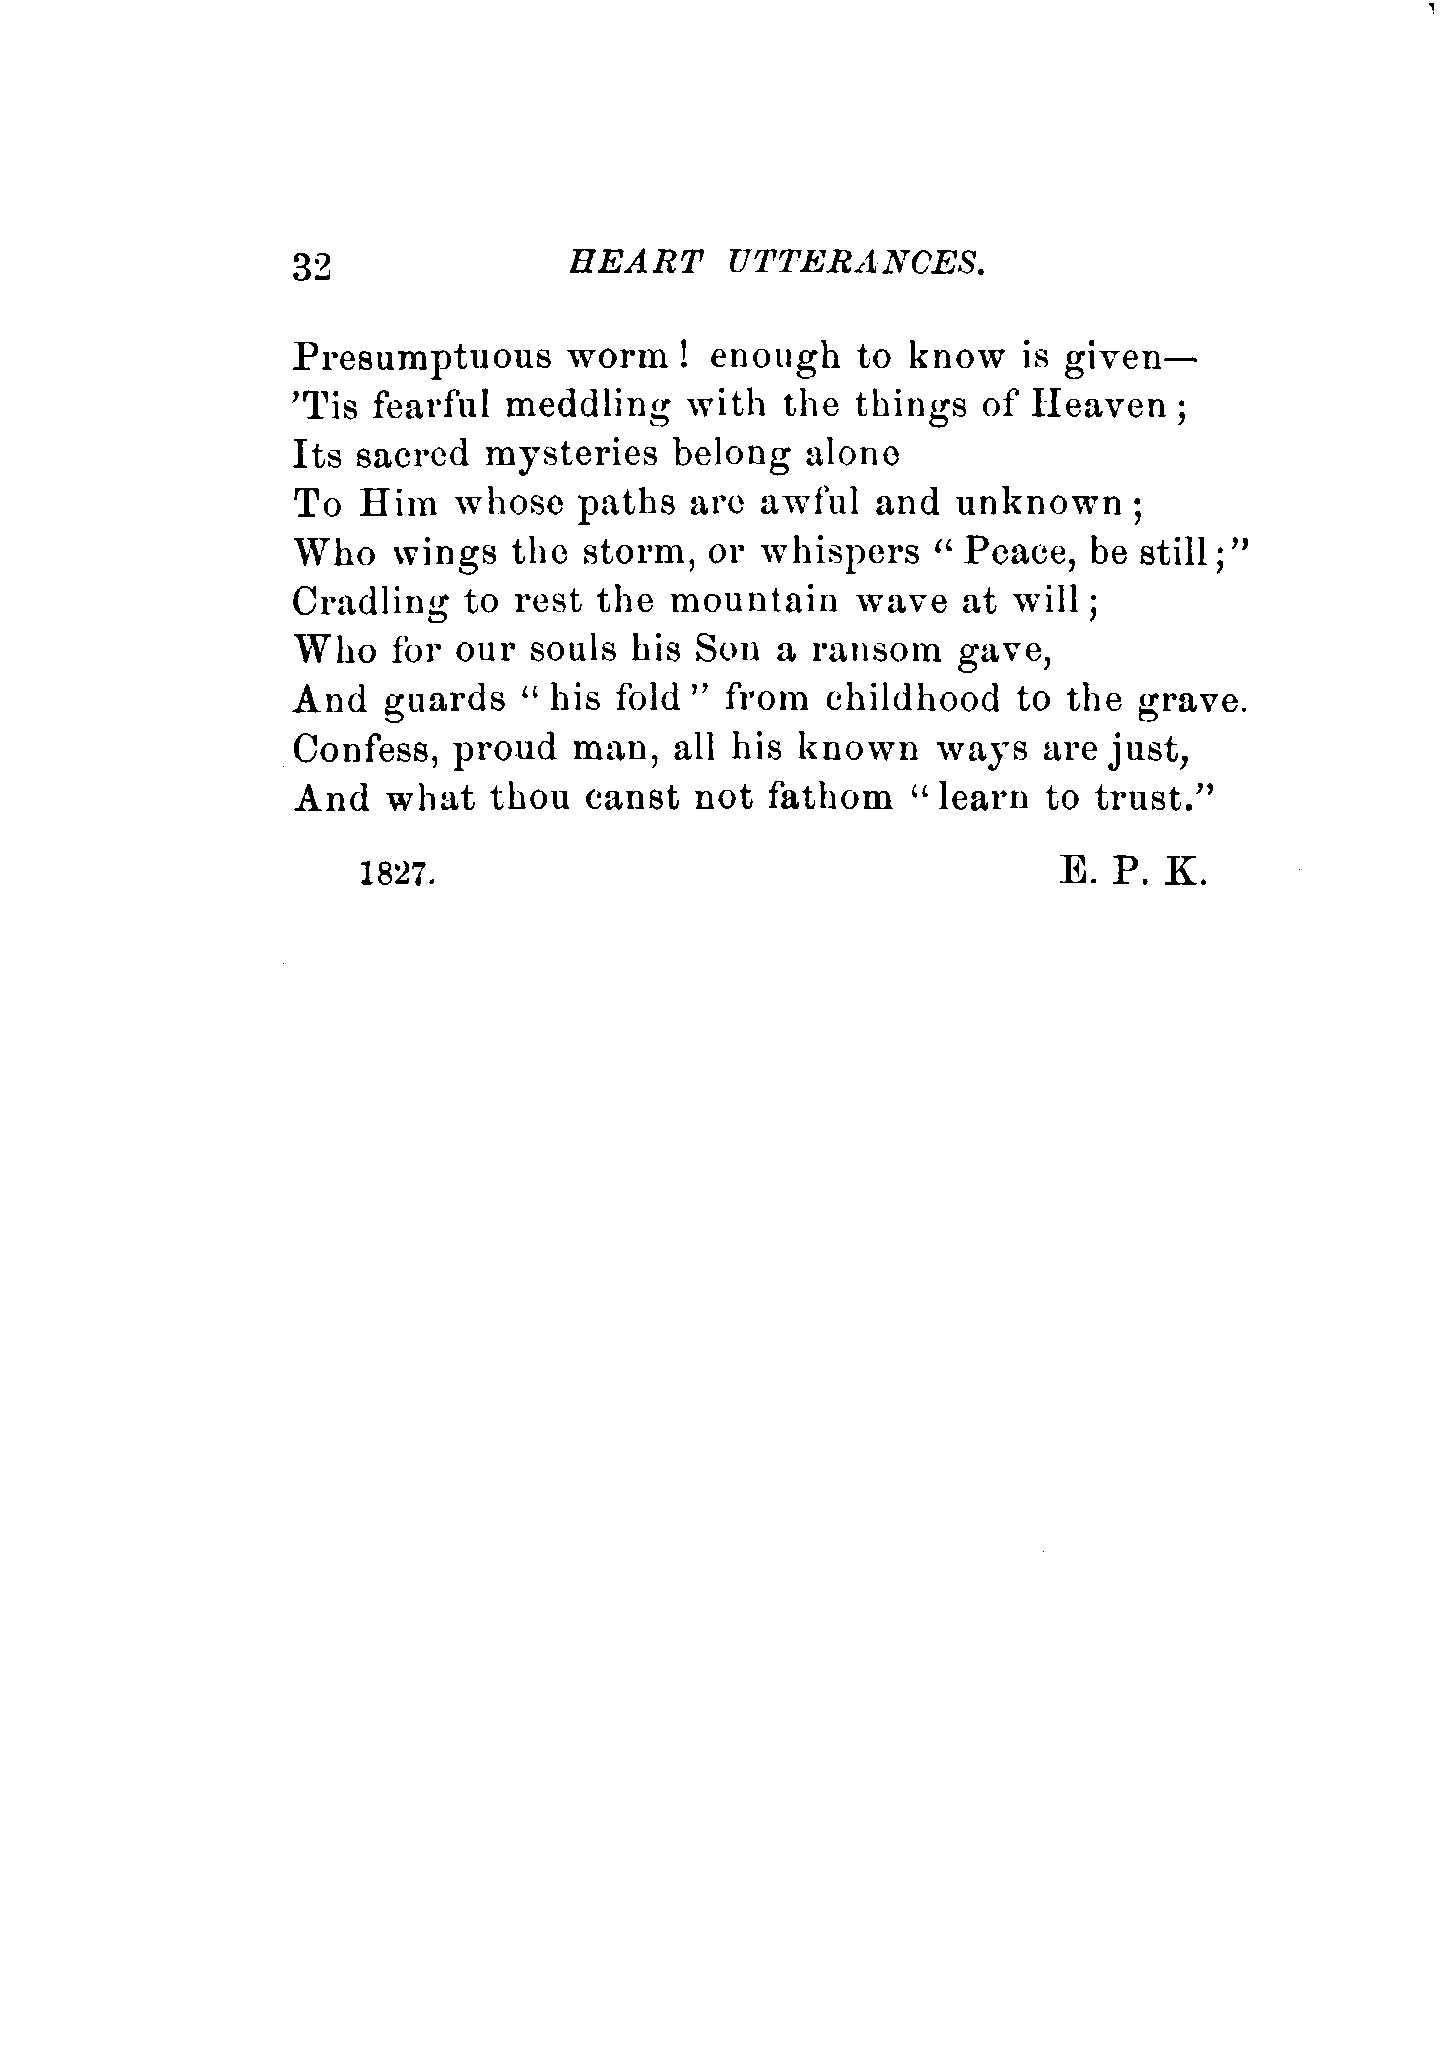 32 HEART UTTERANCES.
Presumptuous worm! enough to know is given—
'Tis fearful meddling with the things of Heaven;
Its sacred mysteries belong alone
To Him whose paths are awful and unknown;
Who wings the storm, or whispers "Peace, be still;"
Cradling to rest the mountain wave at will;
Who for our souls his Son a ransom gave,
And guards "his fold" from childhood to the grave.
Confess, proud man, all his known ways are just,
And what thou canst not fathom "learn to trust."
1827. E. P. K.